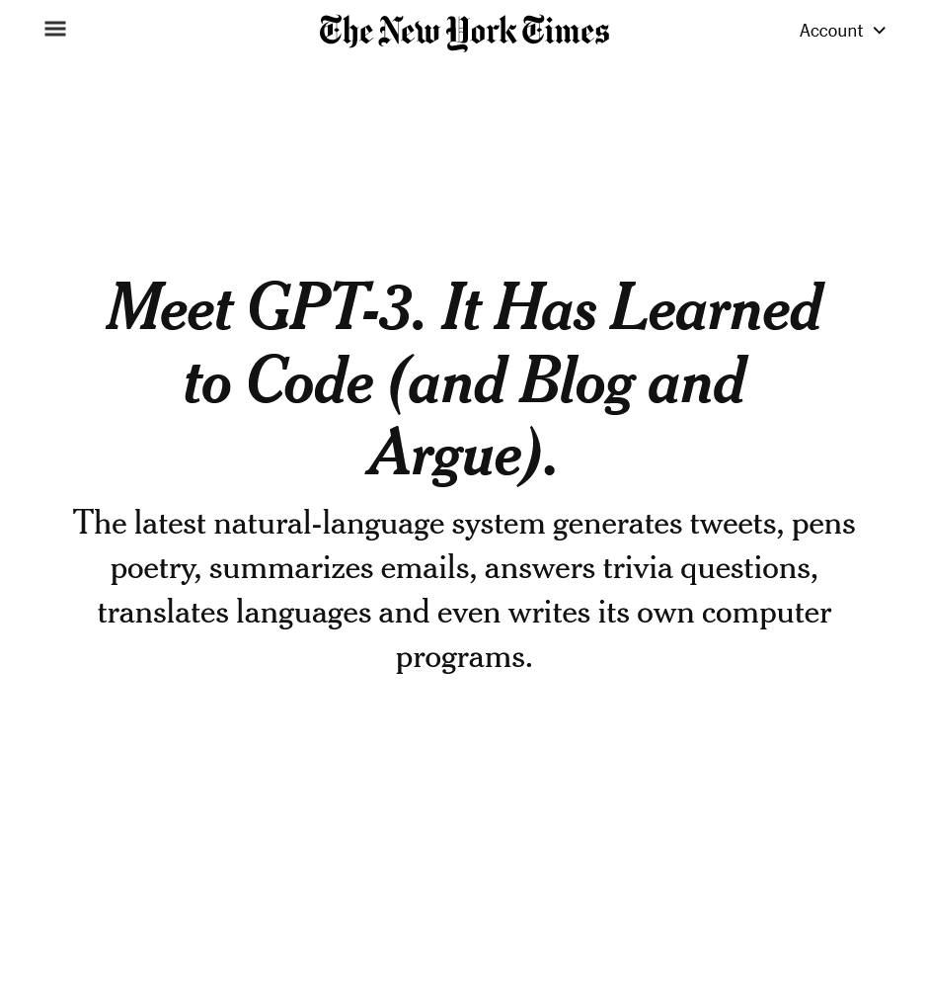 The New York Times
Account
Meet GPT-3. It Has Learned
to Code (and Blog and
Argue).
The latest natural-language system generates tweets, pens
poetry, summarizes emails, answers trivia questions,
translates languages and even writes its own computer
programs.